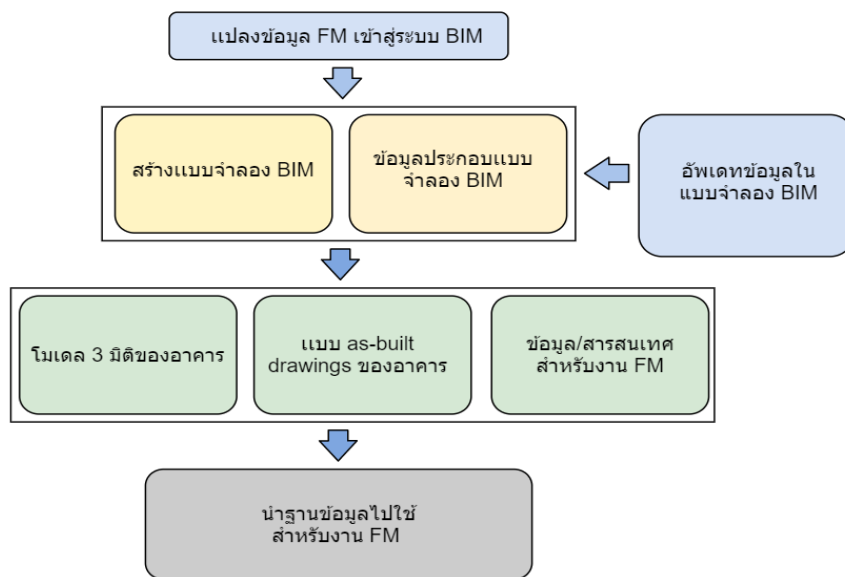 แปลงข้อมูล FM เข้าสู่ระบบ BIM
สร้างแบบจำลอง BIM
ข้อมูลประกอบแบบ
จำลอง BIM
อัพเดทข้อมูลใน
แบบจำลอง BIM
โมเดล 3 มิติของอาคาร
แบบ as-built
drawings ของอาคาร
ข้อมูล/สารสนเทศ
สำหรับงาน FM
นำฐานข้อมูลไปใช้
สำหรับงาน FM